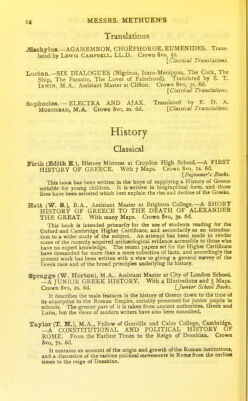 24 MESSRS. METHUEN'S
Translations
Æschylus.—AGAMEMNON, CHOËPHOROE, EUMENIDES. Trans-
lated by LEWIS CAMPBELL, LL.D. Crown 8vo, 5s.
[Classical Translations.
Lucian.—SIX DIALOGUES (Nigrinus, Icaro-Menippus, The Cock, The
Ship, The Parasite, The Lover of Falsehood). Translated by S. T.
IRWIN, M.A., Assistant Master at Clifton. Crown 8vo, 3s. 6d.
[Classical Translations.
Sophocles.—ELECTRA AND AJAX. Translated by E. D. A.
MORSHEAD, M.A. Crown 8vo, 2s. 6d. [Classical Translations.
History
Classical
Firth (Edith E.), History Mistress at Croydon High School.—A FIRST
HISTORY OF GREECE. With 7 Maps. Crown 8vo, 1s. 6d.
[Beginner's Books.
This book has been written in the hope of supplying a History of Greece
suitable for young children. It is written in biographical form, and those
lives have been selected which best explain the rise and decline of the Greeks.
Hett (W. S.), B.A., Assistant Master at Brighton College.—A SHORT
HISTORY OF GREECE TO THE DEATH OF ALEXANDER
THE GREAT. With many Maps. Crown 8vo, 3s. 6d.
This book is intended primarily for the use of students reading for the
Oxford and Cambridge Higher Certificate, and secondarily as an introduc-
tion to a wider study of the subject. An attempt has been made to render
some of the recently acquired archæological evidence accessible to those who
have no expert knowledge. The recent papers set for the Higher Certificate
have demanded far more than a mere collection of facts, and accordingly the
present work has been written with a view to giving a general survey of the
Greek race and of the broad principles underlying its history.
Spragge (W. Horton), M.A., Assistant Master at City of London School.
—A JUNIOR GREEK HISTORY. With 4 Illustrations and 5 Maps.
Crown 8vo, 2s. 6d. [Junior School Books.
It describes the main features in the history of Greece down to the time of
its absorption in the Roman Empire, suitably presented for junior pupils in
schools. The greater part of it is taken from ancient authorities, Greek and
Latin, but the views of modern writers have also been consulted.
Taylor (T. M.), M.A., Fellow of Gonville and Caius College, Cambridge.
—A CONSTITUTIONAL AND POLITICAL HISTORY OF
ROME. From the Earliest Times to the Reign of Domitian. Crown
8vo, 7s. 6d.
It contains an account of the origin and growth of the Roman institutions,
and a discussion of the various political movements in Rome from the earliest
times to the reign of Domitian.